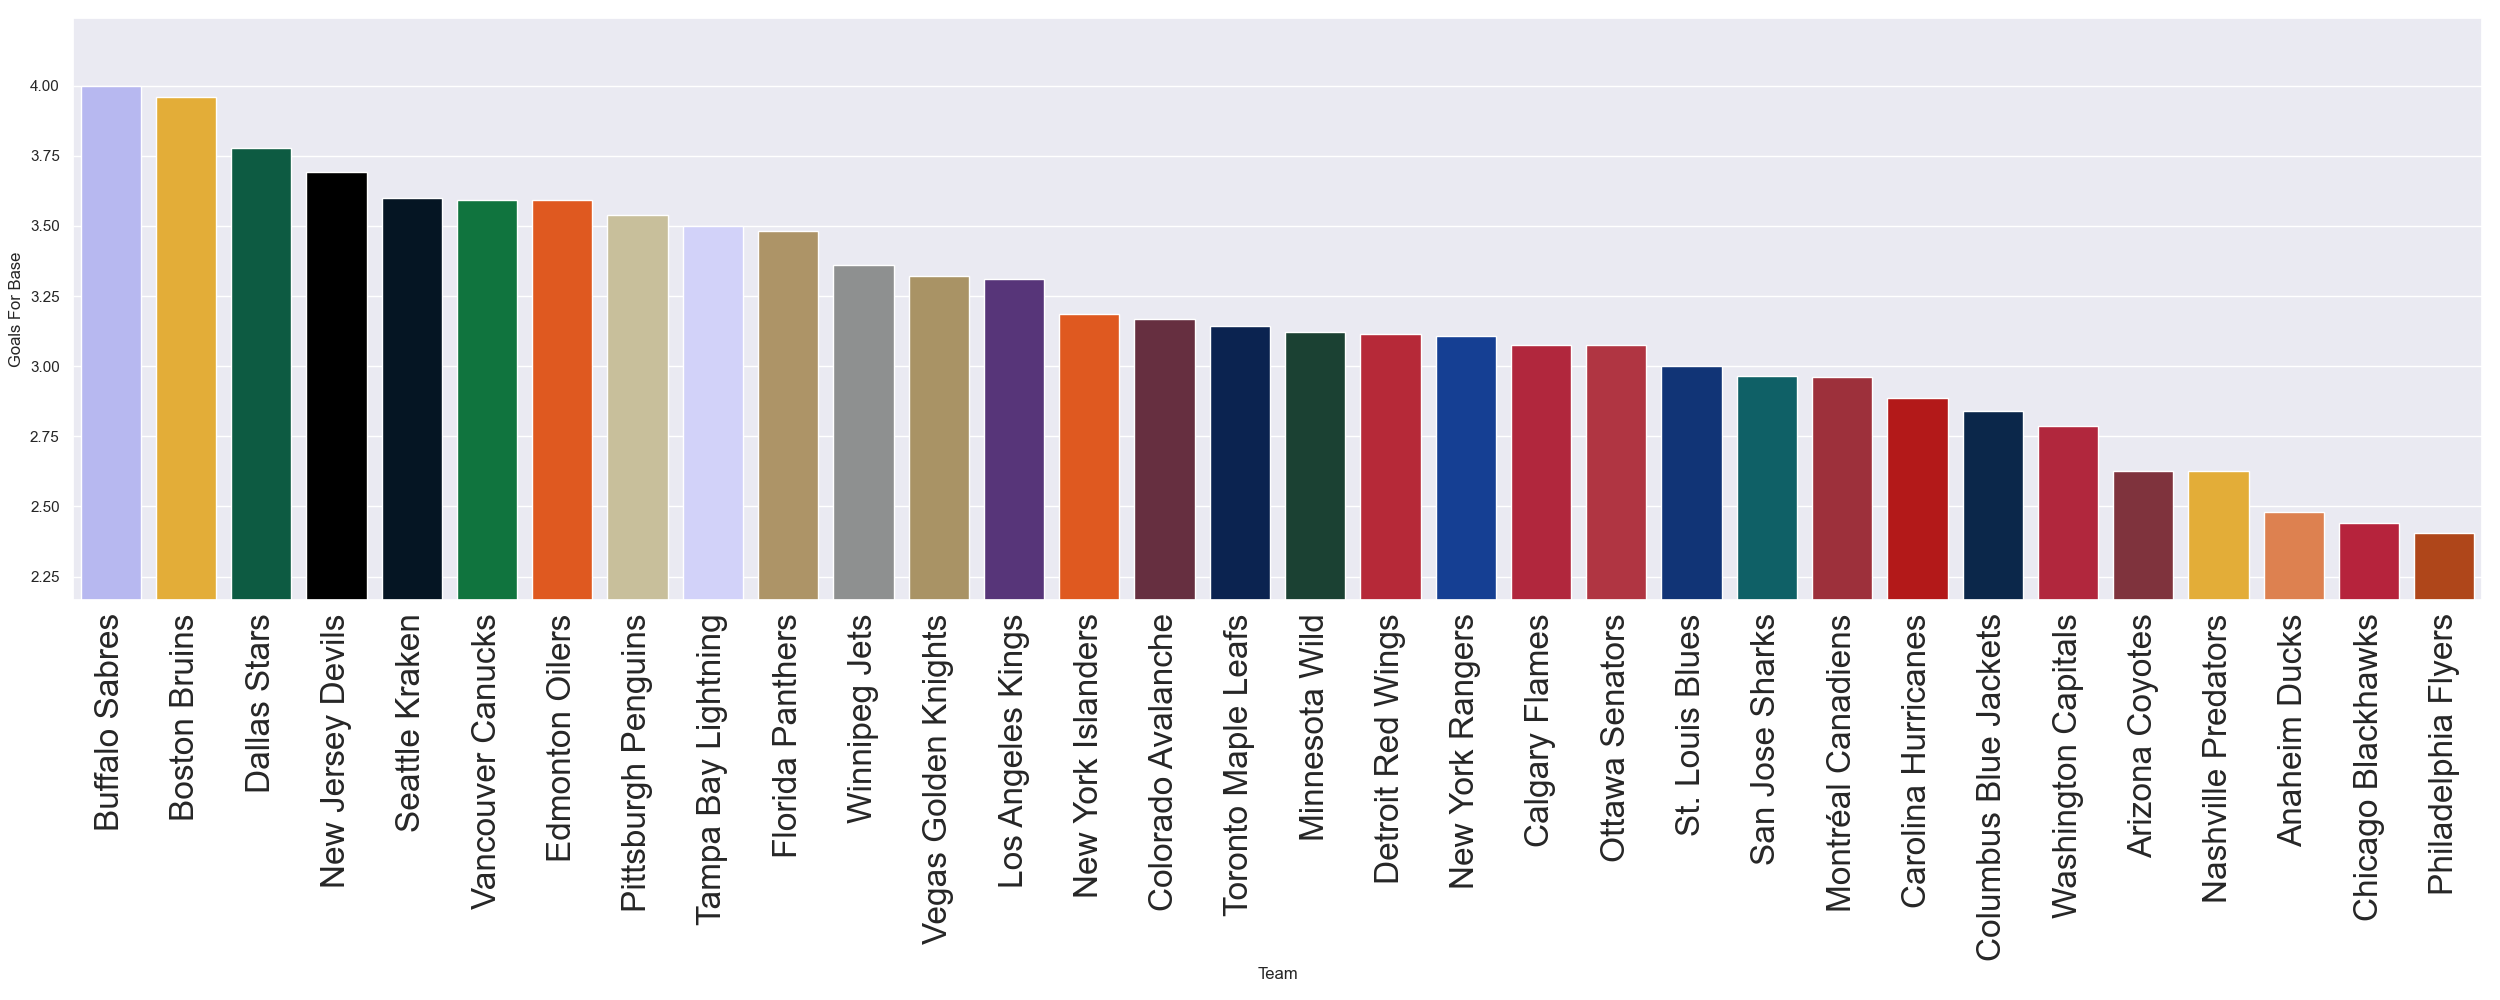 4.00
3.75
3.50
3.25
3.00
2.75
2.50
2.25
Goals For Base
Buffalo Sabres
Boston Bruins
Dallas Stars
New Jersey Devils
Seattle Kraken
Vancouver Canucks
Edmonton Oilers
Pittsburgh Penguins
Tampa Bay Lightning
Florida Panthers
Winnipeg Jets
Vegas Golden Knights
Los Angeles Kings
New York Islanders
Colorado Avalanche
Toronto Maple Leafs
Minnesota Wild
Detroit Red Wings
New York Rangers
Calgary Flames
Ottawa Senators
St. Louis Blues
San Jose Sharks
Montréal Canadiens
Carolina Hurricanes
Columbus Blue Jackets
Washington Capitals
Arizona Coyotes
Nashville Predators
Anaheim Ducks
Chicago Blackhawks
Philadelphia Flyers
Team